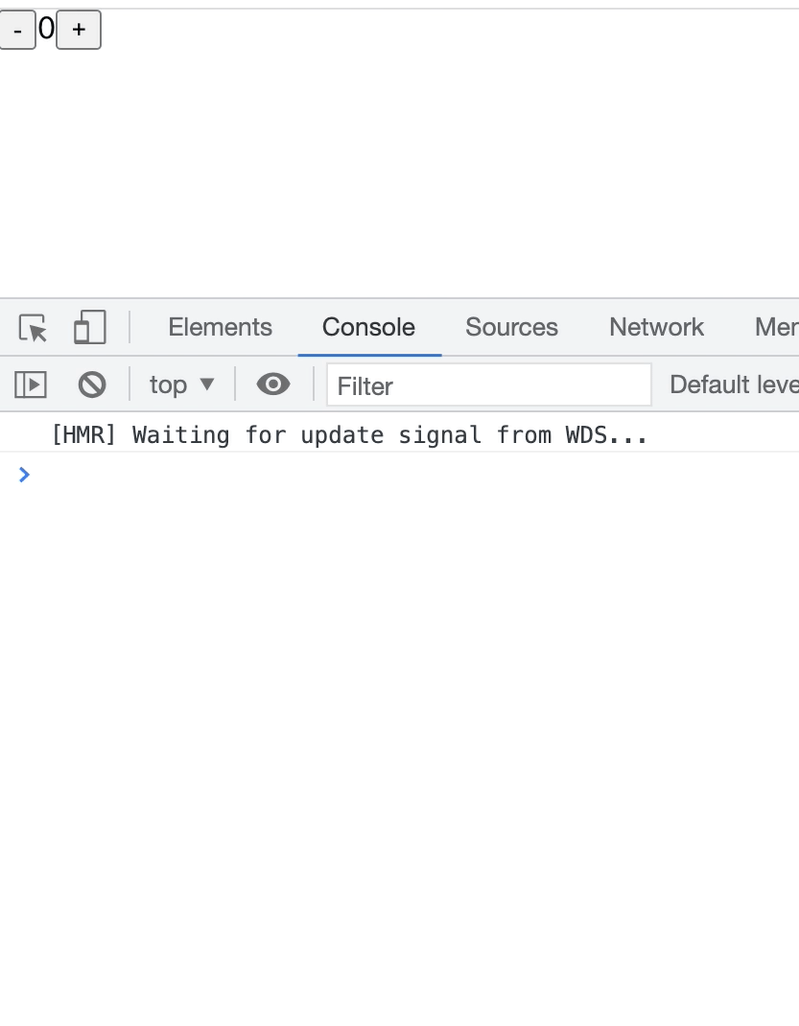 - 0 +
Elements Console Sources Network Mer
top ▼ Filter Default leve
[HMR] Waiting for update signal from WDS...
>